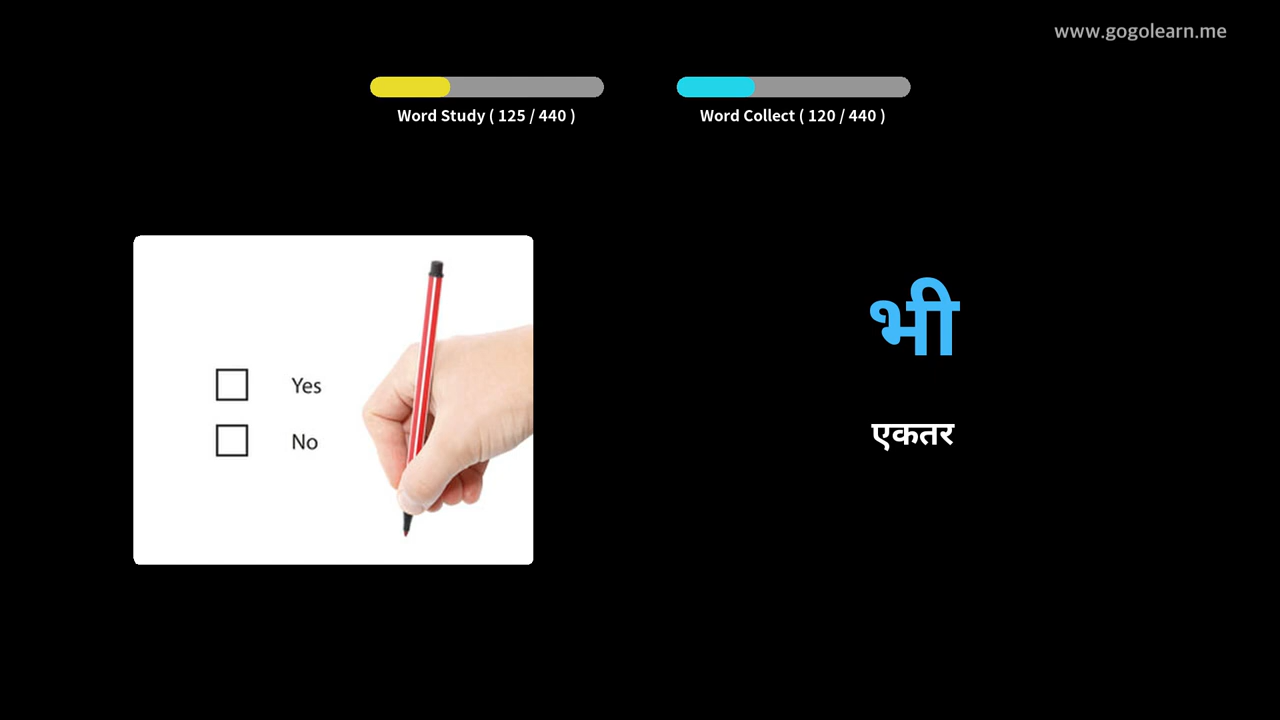 www.gogolearn.me
Word Study ( 125 / 440 )
Word Collect ( 120 / 440 )
Yes
No
भी
एकतर